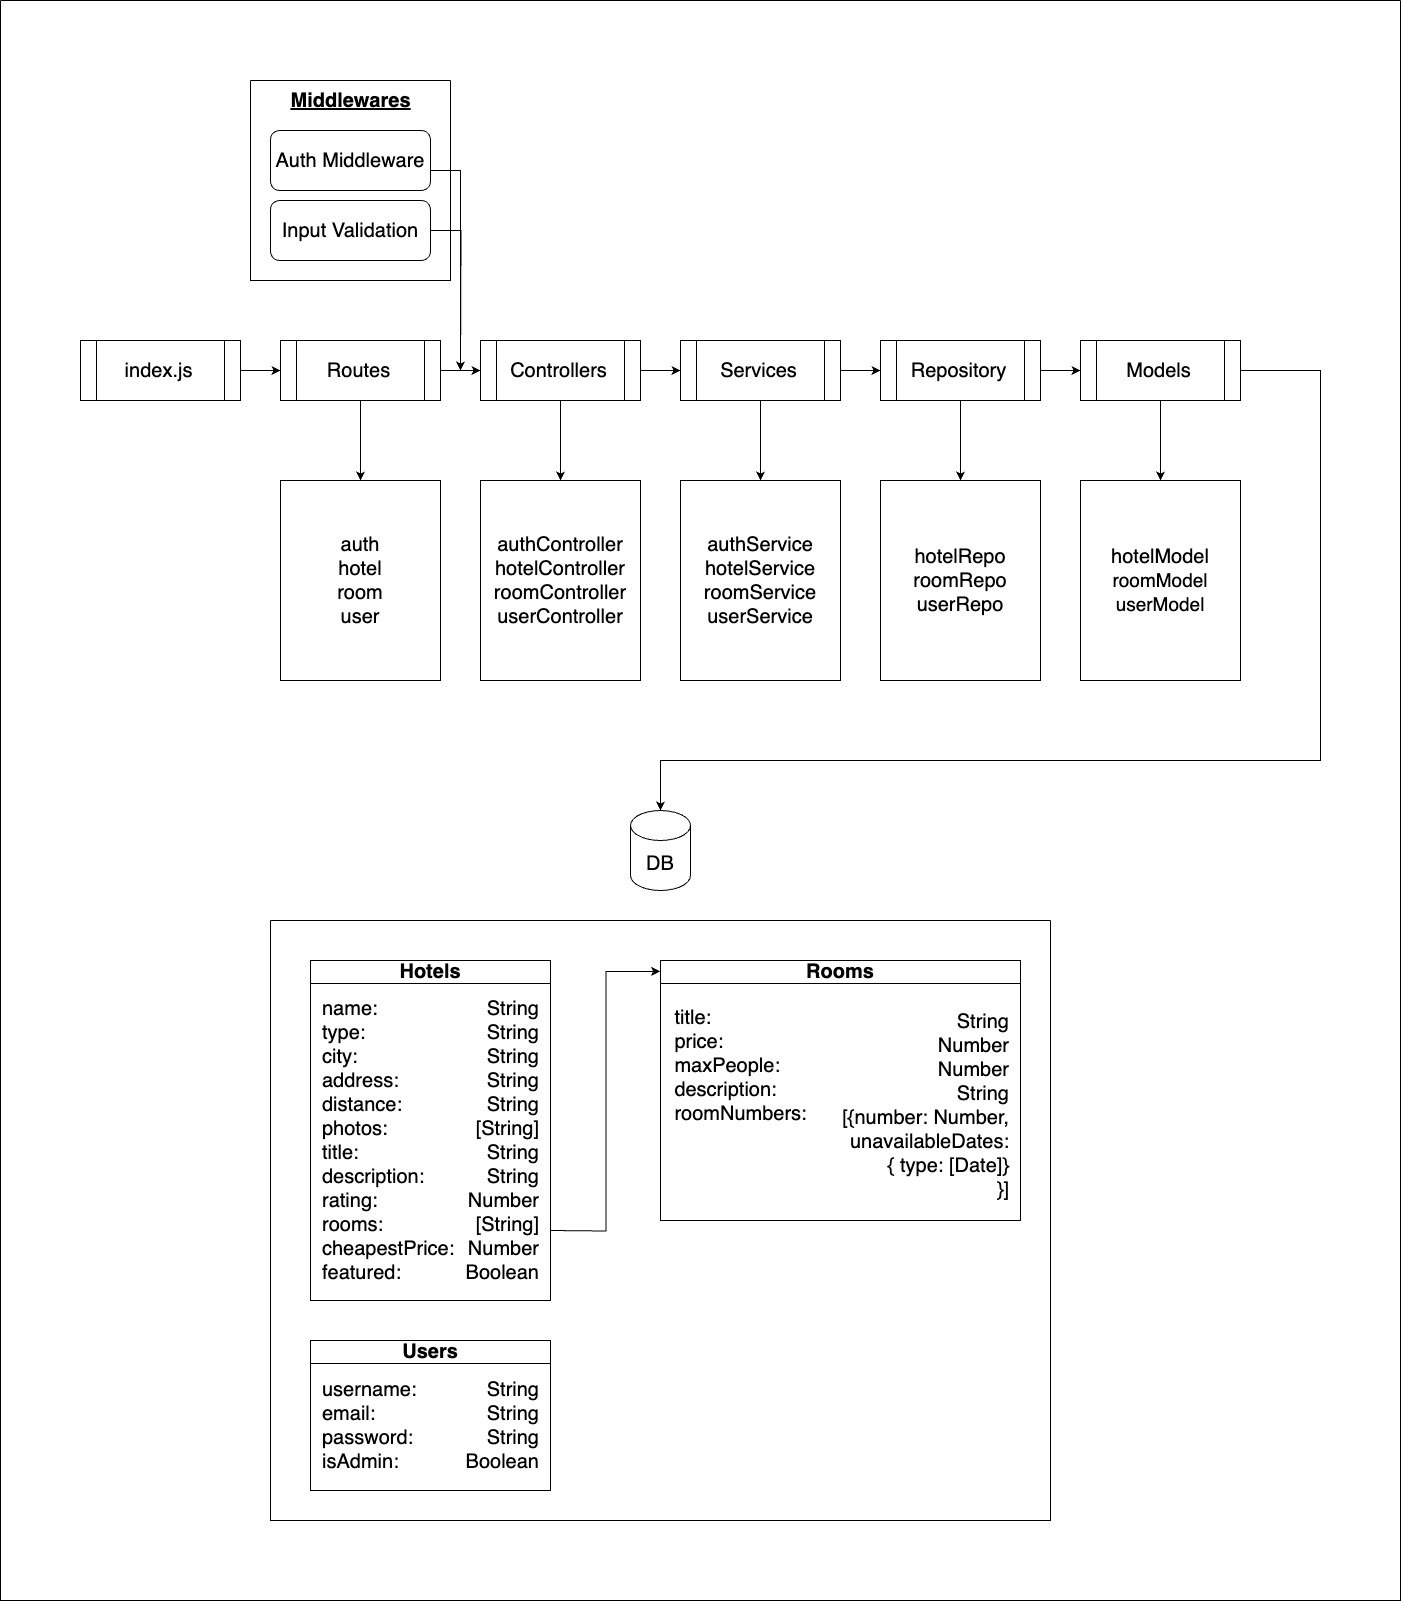 Middlewares
Auth Middleware
Input Validation
index.js
Routes
Controllers
Services
Repository
Models
auth
hotel
room
user
authController
hotelController
roomController
userController
authService
hotelService
roomService
userService
hotelRepo
roomRepo
userRepo
hotelModel
roomModel
userModel
DB
Hotels
name: String
type: String
city: String
address: String
distance: String
photos: [String]
title: String
description: String
rating: Number
rooms: [String]
cheapestPrice: Number
featured: Boolean
Rooms
title: String
price: Number
maxPeople: Number
description: String
roomNumbers: [{number: Number,
unavailableDates:
{ type: [Date]}
}]
Users
username: String
email: String
password: String
isAdmin: Boolean